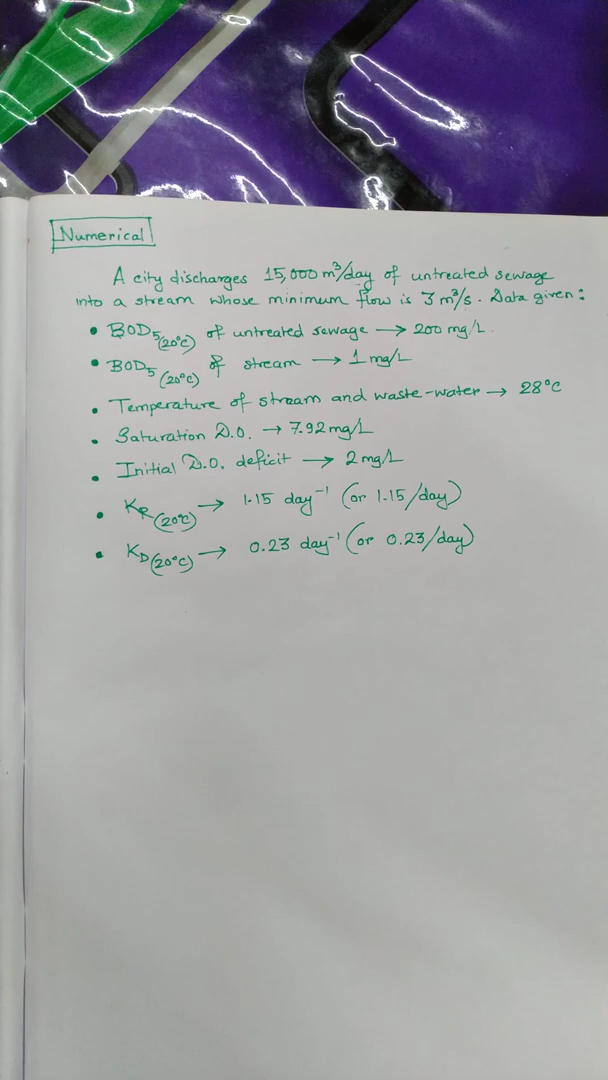 Numerical
A city discharges 15,000 m³/day of untreated sewage
into a stream whose minimum flow is 3 m³/s. Data given:
• BOD₅(20°C) of untreated sewage → 200 mg/L.
• BOD₅(20°C) of stream → 1 mg/L
• Temperature of stream and waste-water → 28°C
• Saturation D.O. → 7.92 mg/L
• Initial D.O. deficit → 2 mg/L
• K_R(20°C) → 1.15 day⁻¹ (or 1.15/day)
• K_D(20°C) → 0.23 day⁻¹ (or 0.23/day)